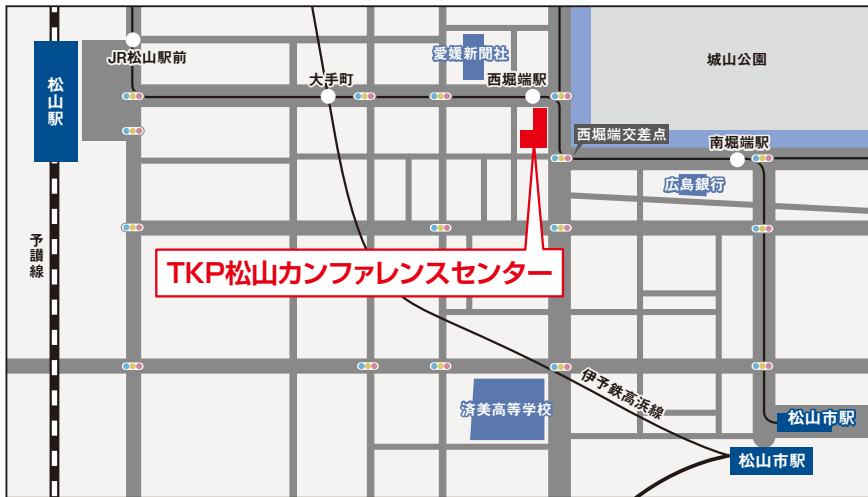 愛媛新聞社
城山公園
JR松山駅前
松山駅
大手町
西堀端駅
西堀端交差点
南堀端駅
広島銀行
予讃線
TKP松山カンファレンスセンター
伊予鉄高浜線
済美高等学校
松山市駅
松山市駅